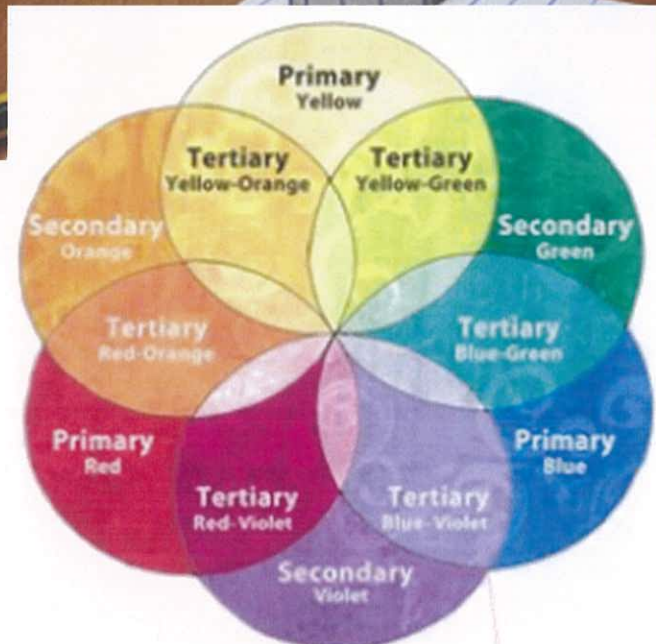 Primary
Yellow
Tertiary
Yellow-Orange
Tertiary
Yellow-Green
Secondary
Orange
Secondary
Green
Tertiary
Red-Orange
Tertiary
Blue-Green
Primary
Red
Primary
Blue
Tertiary
Red-Violet
Tertiary
Blue-Violet
Secondary
Violet